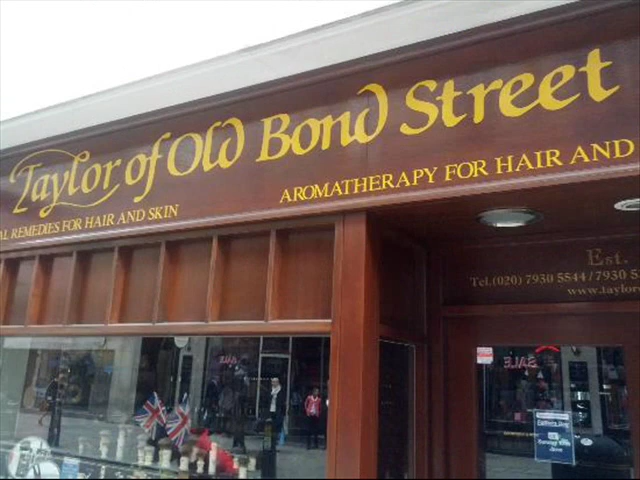 Taylor of Old Bond Street
AL REMEDIES FOR HAIR AND SKIN
AROMATHERAPY FOR HAIR AND
Est.
Tel.(020) 7930 5544 / 7930 5
www.taylor
SALE